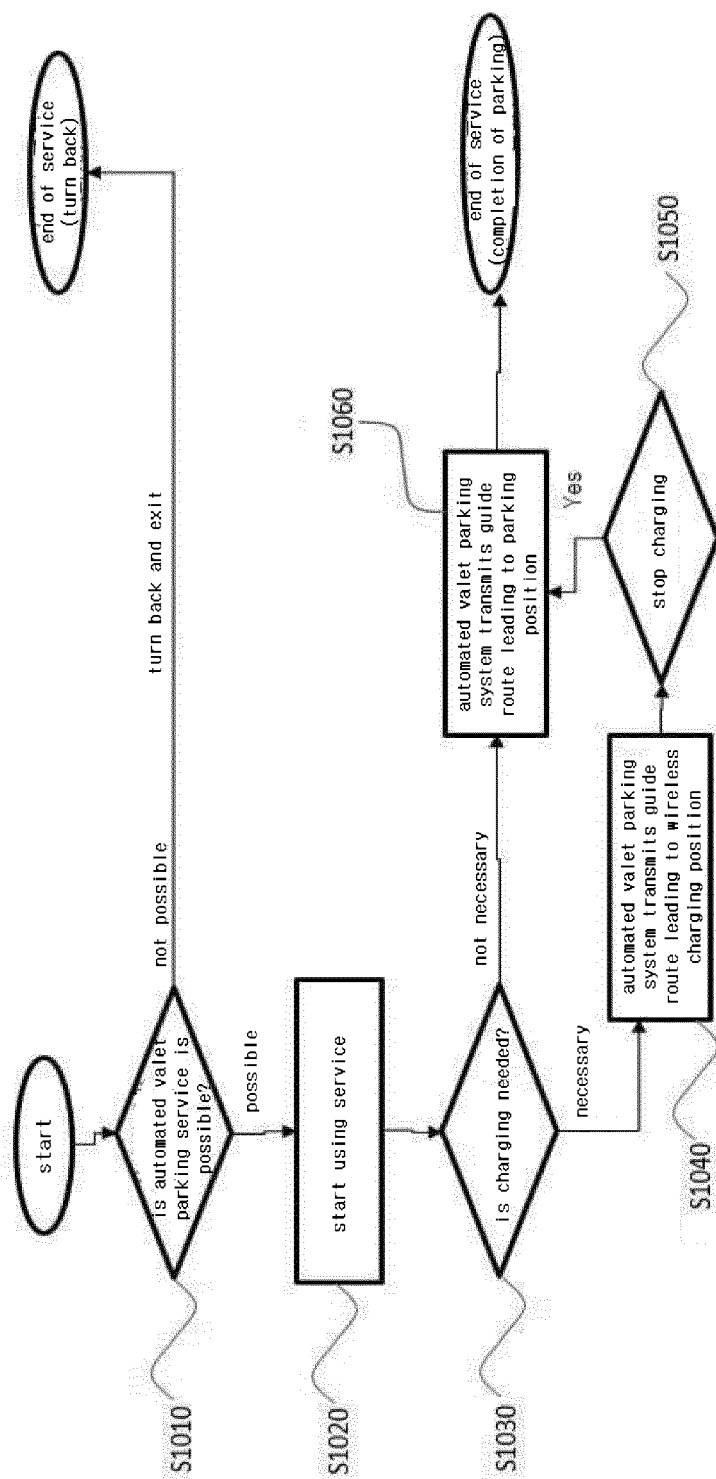 start
end of service
(turn back)
is automated valet
parking service is
possible?
not possible
turn back and exit
S1010
possible
start using service
S1020
is charging needed?
not necessary
S1030
necessary
automated valet parking
system transmits guide
route leading to parking
position
S1060
end of service
(completion of parking)
automated valet parking
system transmits guide
route leading to wireless
charging position
S1040
stop charging
Yes
S1050